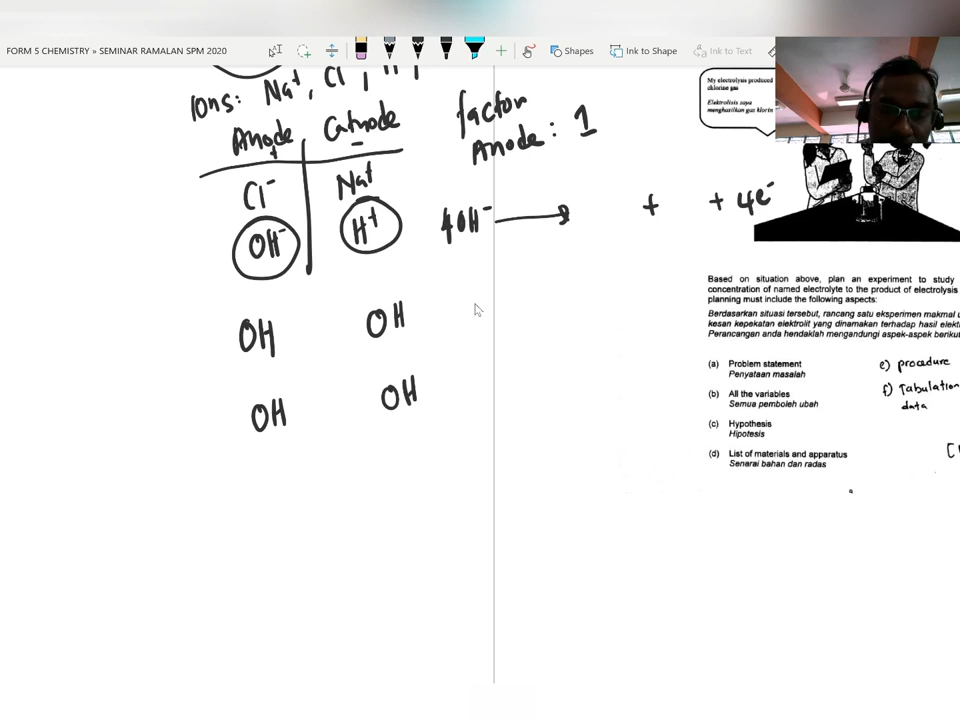 FORM 5 CHEMISTRY » SEMINAR RAMALAN SPM 2020
Shapes
Ink to Shape
Ink to Text
Ions: Na+, Cl-, H+,
Anode Cathode
+ -
Cl- Na+
OH- H+
OH OH
OH OH
factor
Anode: 1
4OH- → + + 4e-
My electrolysis produced
chlorine gas
Elektrolisis saya
menghasilkan gas klorin
Based on situation above, plan an experiment to study
concentration of named electrolyte to the product of electrolysis
planning must include the following aspects:
Berdasarkan situasi tersebut, rancang satu eksperimen makmal
kesan kepekatan elektrolit yang dinamakan terhadap hasil
Perancangan anda hendaklah mengandungi aspek-aspek
(a) Problem statement
Penyataan masalah
(b) All the variables
Semua pemboleh ubah
(c) Hypothesis
Hipotesis
(d) List of materials and apparatus
Senarai bahan dan radas
e) procedure
f) Tabulation
data